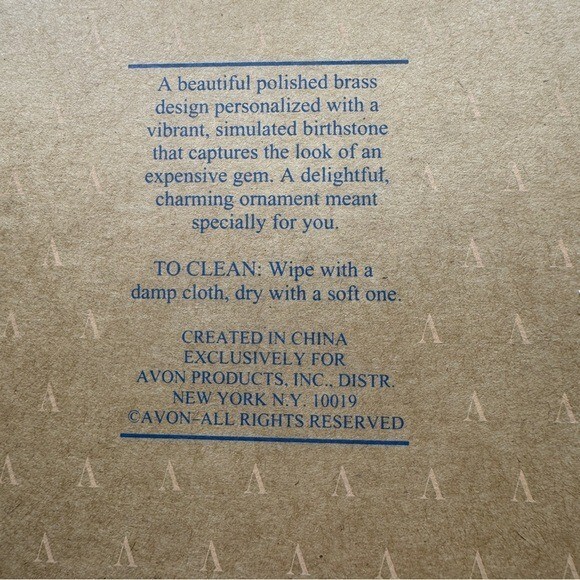 A beautiful polished brass
design personalized with a
vibrant, simulated birthstone
that captures the look of an
expensive gem. A delightful,
charming ornament meant
specially for you.
TO CLEAN: Wipe with a
damp cloth, dry with a soft one.
CREATED IN CHINA
EXCLUSIVELY FOR
AVON PRODUCTS, INC., DISTR.
NEW YORK N.Y. 10019
©AVON-ALL RIGHTS RESERVED